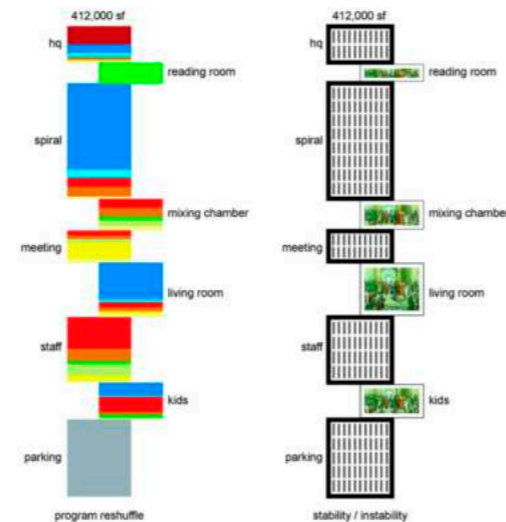 412,000 sf
hq
reading room
spiral
mixing chamber
meeting
living room
staff
kids
parking
program reshuffle
412,000 sf
hq
reading room
spiral
mixing chamber
meeting
living room
staff
kids
parking
stability / instability